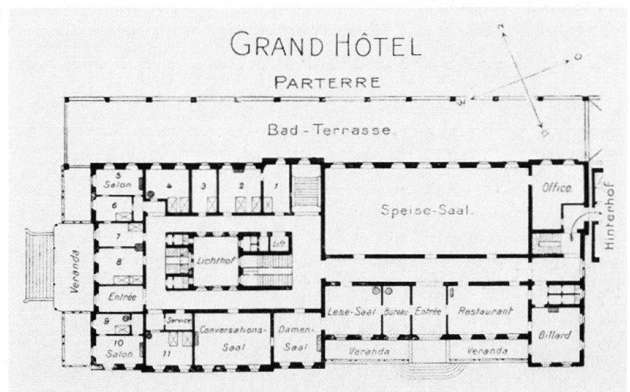 GRAND HÔTEL
PARTERRE
Bad-Terrasse.
5
Salon
4
3
2
1
6
7
8
Veranda
Entrée
9
10
Salon
11
Service
Lichthof
Lift
Speise-Saal.
Office.
Hinterhof
Conversations-
Saal
Damen-
Saal
Lese-Saal
Bureau
Entrée
Restaurant
Billard
Veranda
Veranda